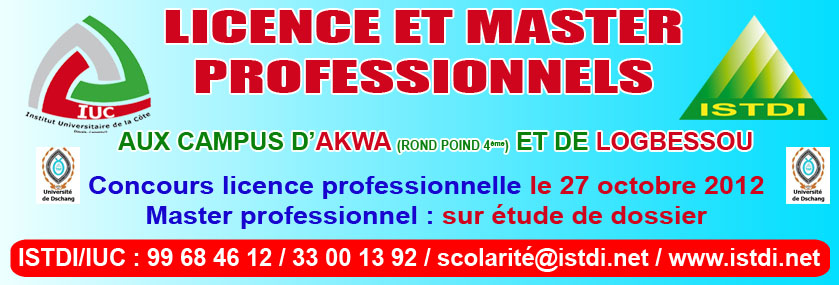 LICENCE ET MASTER
PROFESSIONNELS
IUC
Institut Universitaire de la Côte
ISTDI
AUX CAMPUS D'AKWA (ROND POIND 4ème) ET DE LOGBESSOU
Université
de Dschang
Concours licence professionnelle le 27 octobre 2012
Master professionnel : sur étude de dossier
Université
de Dschang
ISTDI/IUC : 99 68 46 12 / 33 00 13 92 / scolarité@istdi.net / www.istdi.net